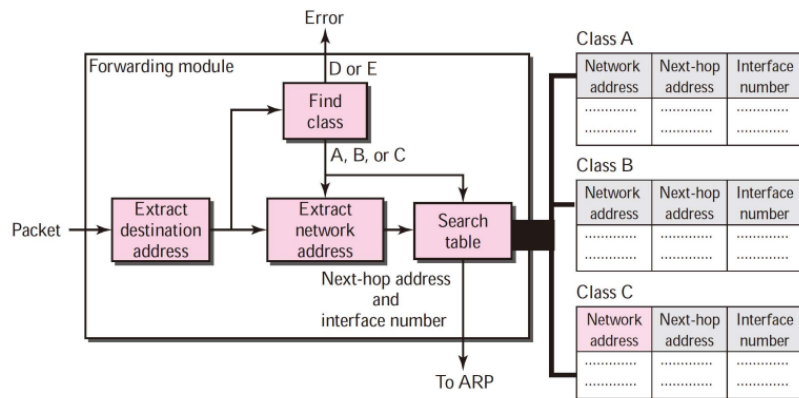 Error
Forwarding module
D or E
Find
class
A, B, or C
Packet
Extract
destination
address
Extract
network
address
Search
table
Next-hop address
and
interface number
To ARP
Class A
Network address
Next-hop address
Interface number
............. ............. .............
............. ............. .............
Class B
Network address
Next-hop address
Interface number
............. ............. .............
............. ............. .............
Class C
Network address
Next-hop address
Interface number
............. ............. .............
............. ............. .............